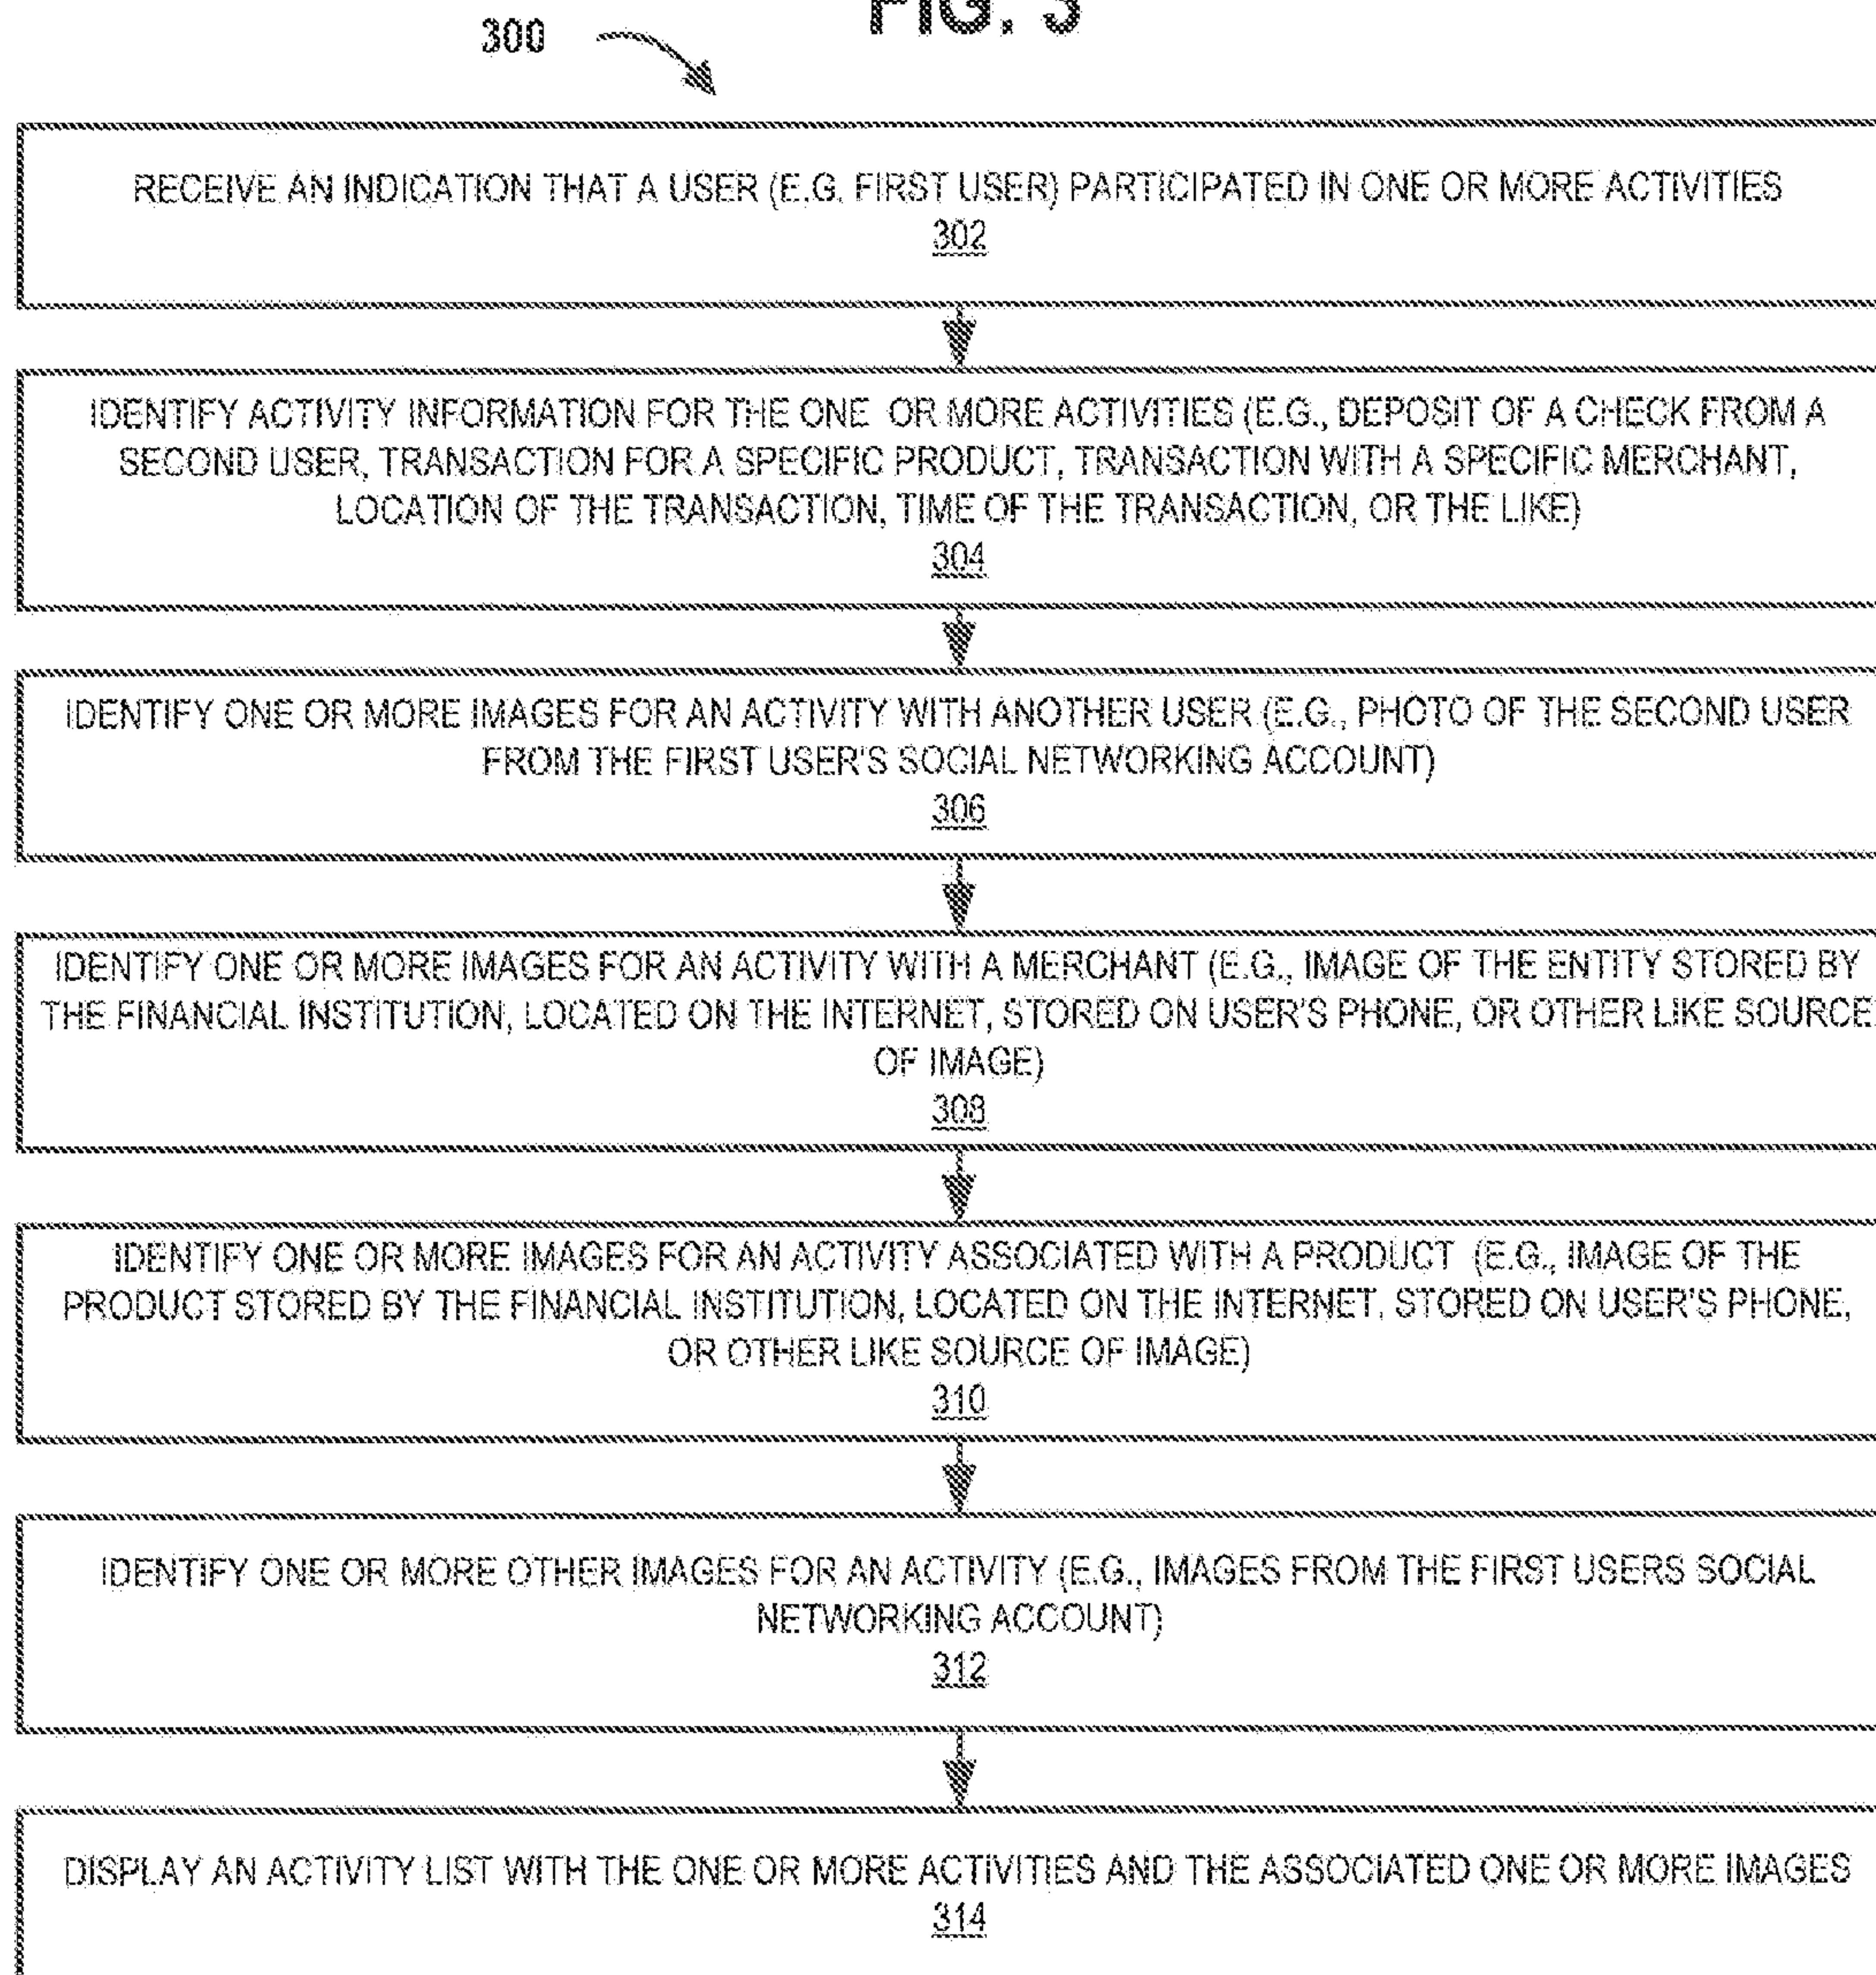 FIG. 3
300
RECEIVE AN INDICATION THAT A USER (E.G. FIRST USER) PARTICIPATED IN ONE OR MORE ACTIVITIES
302
IDENTIFY ACTIVITY INFORMATION FOR THE ONE OR MORE ACTIVITIES (E.G., DEPOSIT OF A CHECK FROM A
SECOND USER, TRANSACTION FOR A SPECIFIC PRODUCT, TRANSACTION WITH A SPECIFIC MERCHANT,
LOCATION OF THE TRANSACTION, TIME OF THE TRANSACTION, OR THE LIKE)
304
IDENTIFY ONE OR MORE IMAGES FOR AN ACTIVITY WITH ANOTHER USER (E.G., PHOTO OF THE SECOND USER
FROM THE FIRST USER'S SOCIAL NETWORKING ACCOUNT)
306
IDENTIFY ONE OR MORE IMAGES FOR AN ACTIVITY WITH A MERCHANT (E.G., IMAGE OF THE ENTITY STORED BY
THE FINANCIAL INSTITUTION, LOCATED ON THE INTERNET, STORED ON USER'S PHONE, OR OTHER LIKE SOURCE
OF IMAGE)
308
IDENTIFY ONE OR MORE IMAGES FOR AN ACTIVITY ASSOCIATED WITH A PRODUCT (E.G., IMAGE OF THE
PRODUCT STORED BY THE FINANCIAL INSTITUTION, LOCATED ON THE INTERNET, STORED ON USER'S PHONE,
OR OTHER LIKE SOURCE OF IMAGE)
310
IDENTIFY ONE OR MORE OTHER IMAGES FOR AN ACTIVITY (E.G., IMAGES FROM THE FIRST USERS SOCIAL
NETWORKING ACCOUNT)
312
DISPLAY AN ACTIVITY LIST WITH THE ONE OR MORE ACTIVITIES AND THE ASSOCIATED ONE OR MORE IMAGES
314